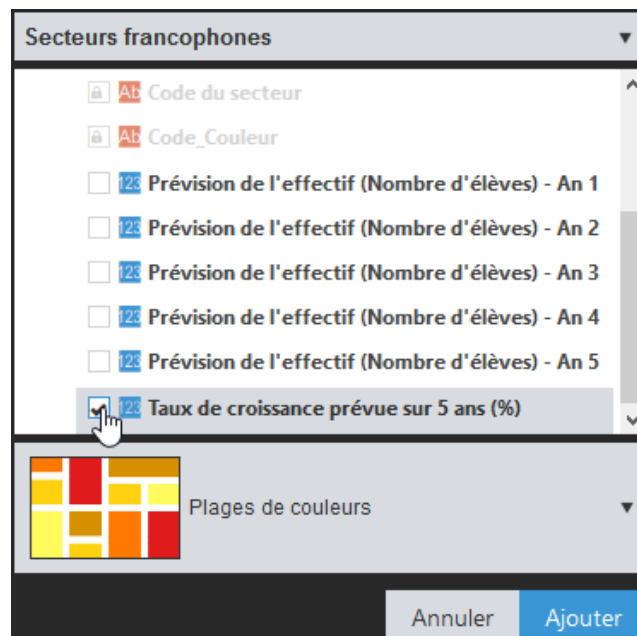 Secteurs francophones
Ab Code du secteur
Ab Code_Couleur
123 Prévision de l'effectif (Nombre d'élèves) - An 1
123 Prévision de l'effectif (Nombre d'élèves) - An 2
123 Prévision de l'effectif (Nombre d'élèves) - An 3
123 Prévision de l'effectif (Nombre d'élèves) - An 4
123 Prévision de l'effectif (Nombre d'élèves) - An 5
123 Taux de croissance prévue sur 5 ans (%)
Plages de couleurs
Annuler Ajouter